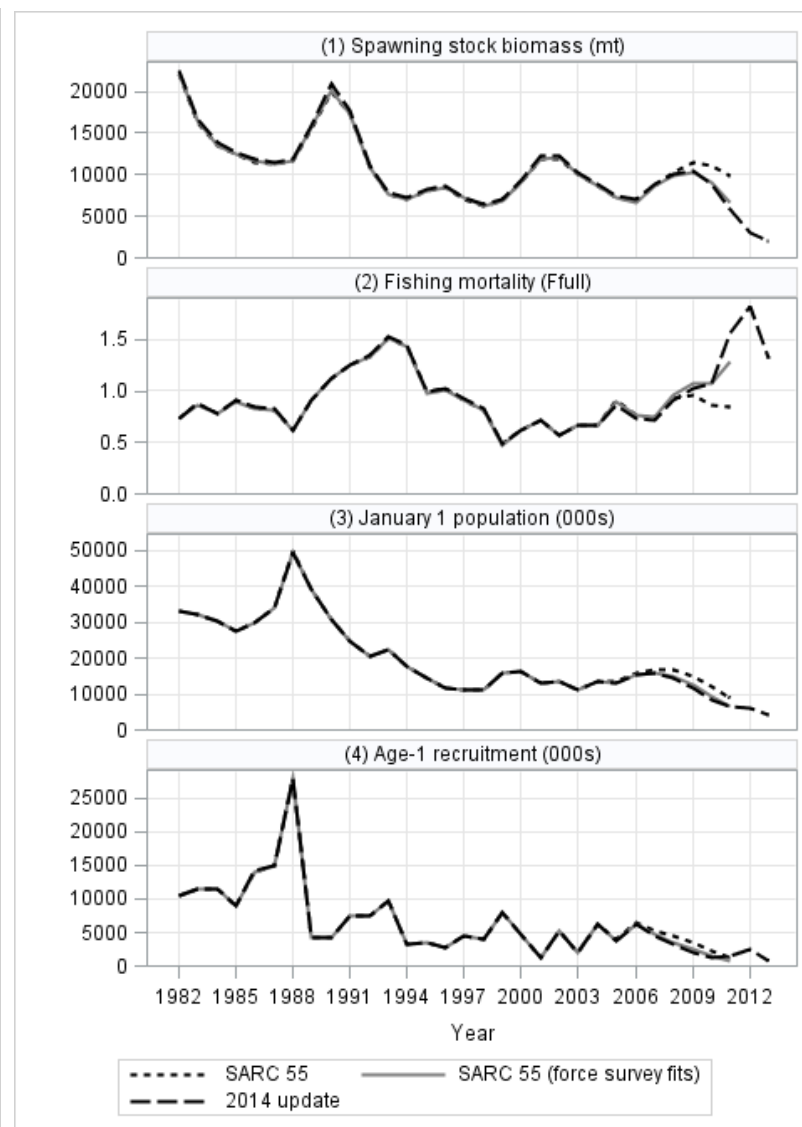 (1) Spawning stock biomass (mt)
20000
15000
10000
5000
0
(2) Fishing mortality (Ffull)
1.5
1.0
0.5
0.0
(3) January 1 population (000s)
50000
40000
30000
20000
10000
0
(4) Age-1 recruitment (000s)
25000
20000
15000
10000
5000
0
1982 1985 1988 1991 1994 1997 2000 2003 2006 2009 2012
Year
SARC 55 SARC 55 (force survey fits)
2014 update